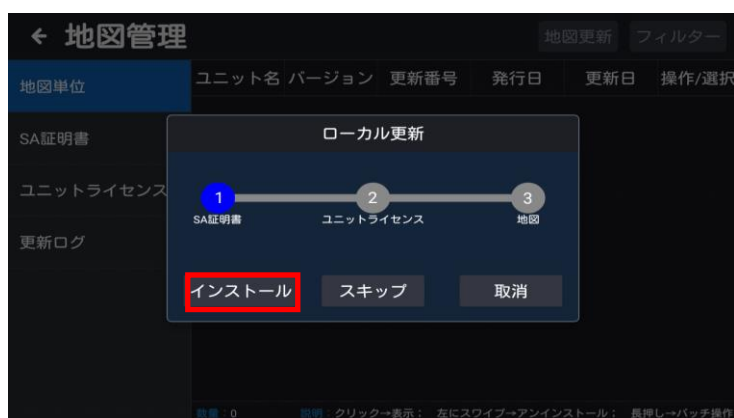 ← 地図管理
地図更新 フィルター
地図単位
ユニット名 バージョン 更新番号 発行日 更新日 操作/選択
SA証明書
ユニットライセンス
更新ログ
ローカル更新
1 2 3
SA証明書 ユニットライセンス 地図
インストール スキップ 取消
数量：0 説明：クリック→表示； 左にスワイプ→アンインストール； 長押し→バッチ操作